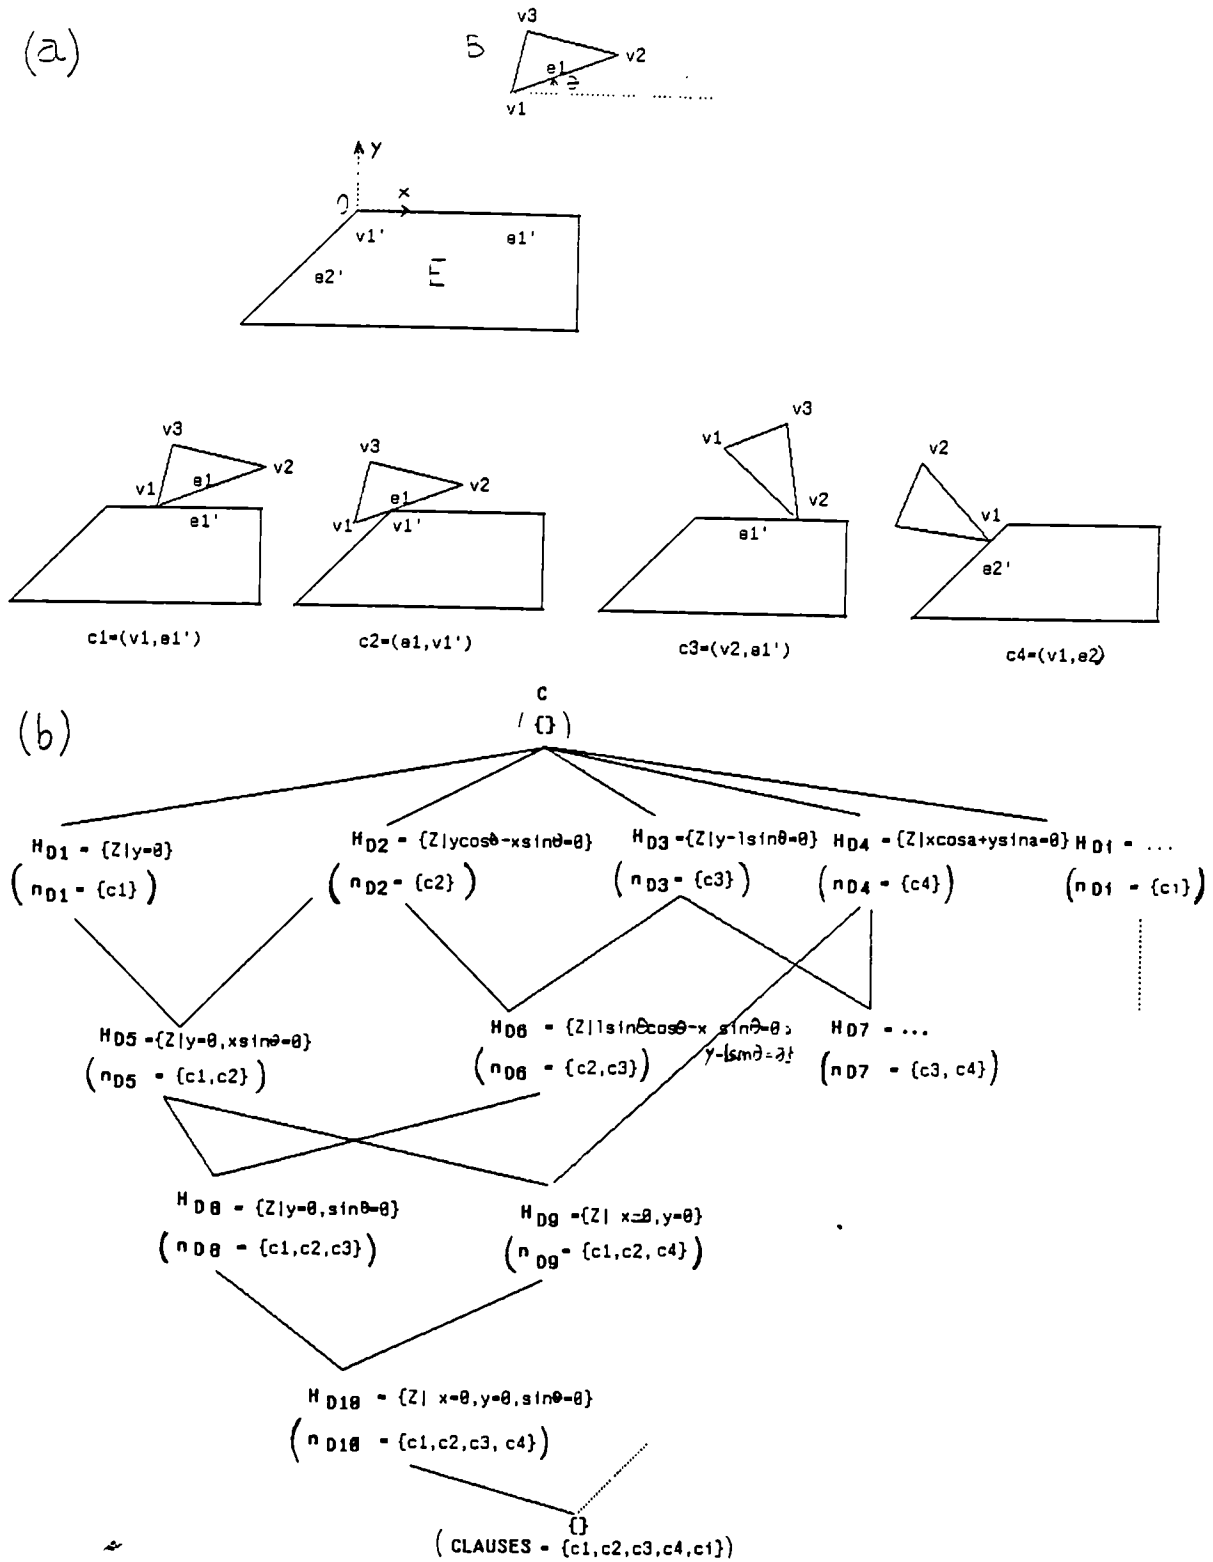 (a)
v3
B
v2
e1
θ
v1
y
O
x
v1'
e1'
e2'
E
v3
v1
e1
v2
e1'
v3
e1
v2
v1
v1'
v3
v1
v2
e1'
v2
v1
e2'
c1=(v1,e1')
c2=(e1,v1')
c3=(v2,e1')
c4=(v1,e2)
C
(b)
({})
H D1 = {Z|y=0}
H D2 = {Z|ycosθ-xsinθ=0}
H D3 ={Z|y-lsinθ=0}
H D4 ={Z|xcosa+ysina=0}
H Di = ...
(n D1 = {c1})
(n D2 = {c2})
(n D3 = {c3})
(n D4 = {c4})
(n Di = {ci})
H D5 ={Z|y=0,xsinθ=0}
H D6 = {Z|lsinθcosθ-x sinθ=0,
y-lsinθ=0}
H D7 = ...
(n D5 = {c1,c2})
(n D6 = {c2,c3})
(n D7 = {c3, c4})
H D8 = {Z|y=0,sinθ=0}
H D9 ={Z| x=0,y=0}
(n D8 = {c1,c2,c3})
(n D9 = {c1,c2, c4})
H D10 = {Z| x=0,y=0,sinθ=0}
(n D10 = {c1,c2,c3, c4})
{}
( CLAUSES = {c1,c2,c3,c4,ci})